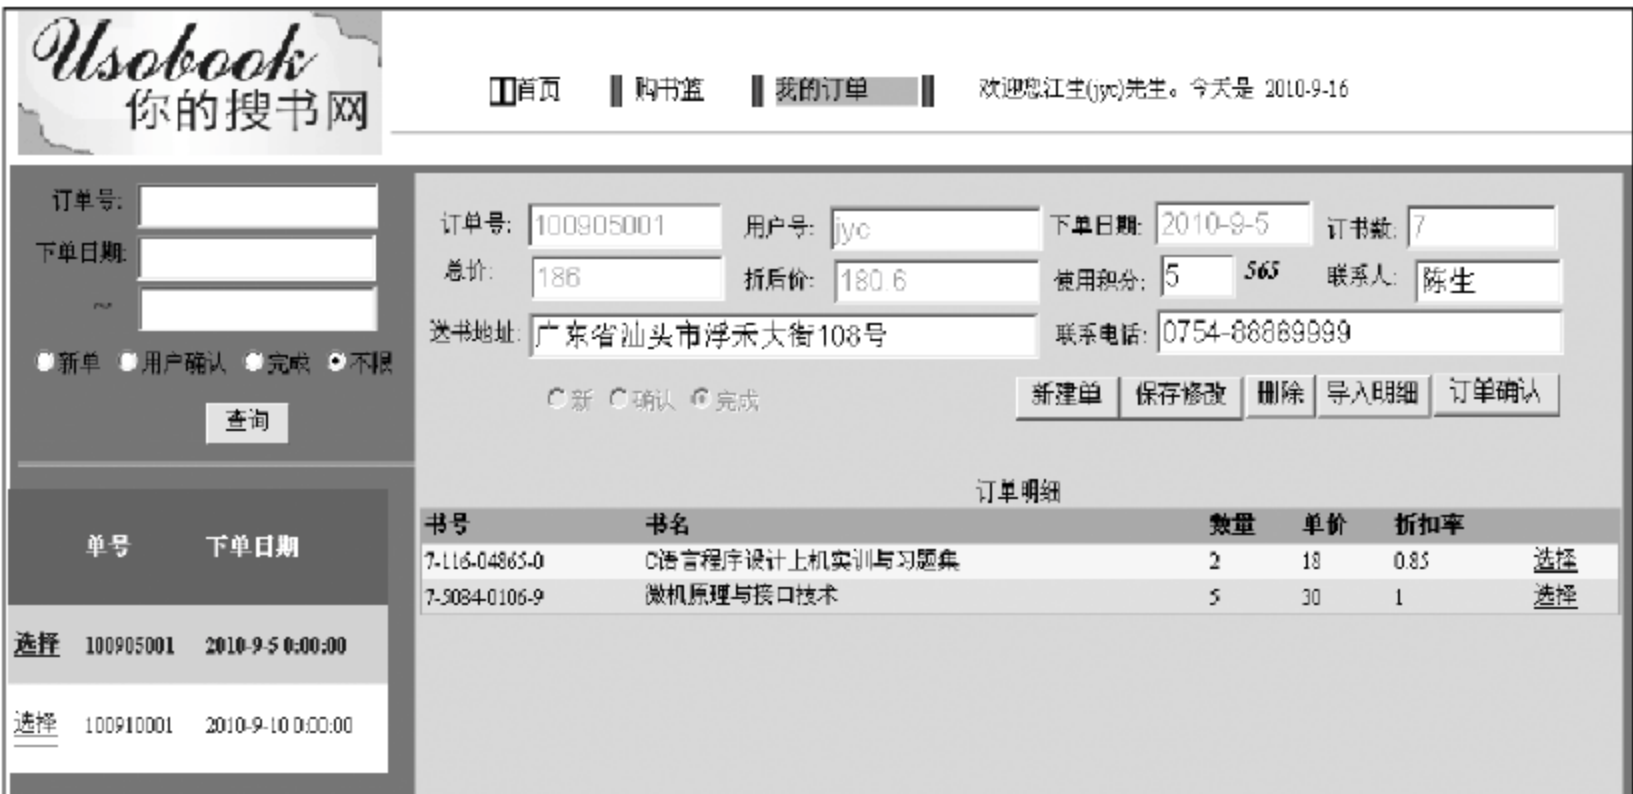 Usobook
你的搜书网
首页 购书篮 我的订单 欢迎您江生(jyc)先生。今天是 2010-9-16
订单号:
下单日期:
~
新单 用户确认 完成 不限
查询
单号 下单日期
选择 100905001 2010-9-5 0:00:00
选择 100910001 2010-9-10 0:00:00
订单号: 100905001 用户号: jyc 下单日期: 2010-9-5 订书数: 7
总价: 186 折后价: 180.6 使用积分: 5 565 联系人: 陈生
送书地址: 广东省汕头市浮禾大街108号 联系电话: 0754-88889999
新 确认 完成 新建单 保存修改 删除 导入明细 订单确认
订单明细
书号 书名 数量 单价 折扣率
7-116-04865-0 C语言程序设计上机实训与习题集 2 18 0.85 选择
7-5084-0106-9 微机原理与接口技术 5 30 1 选择